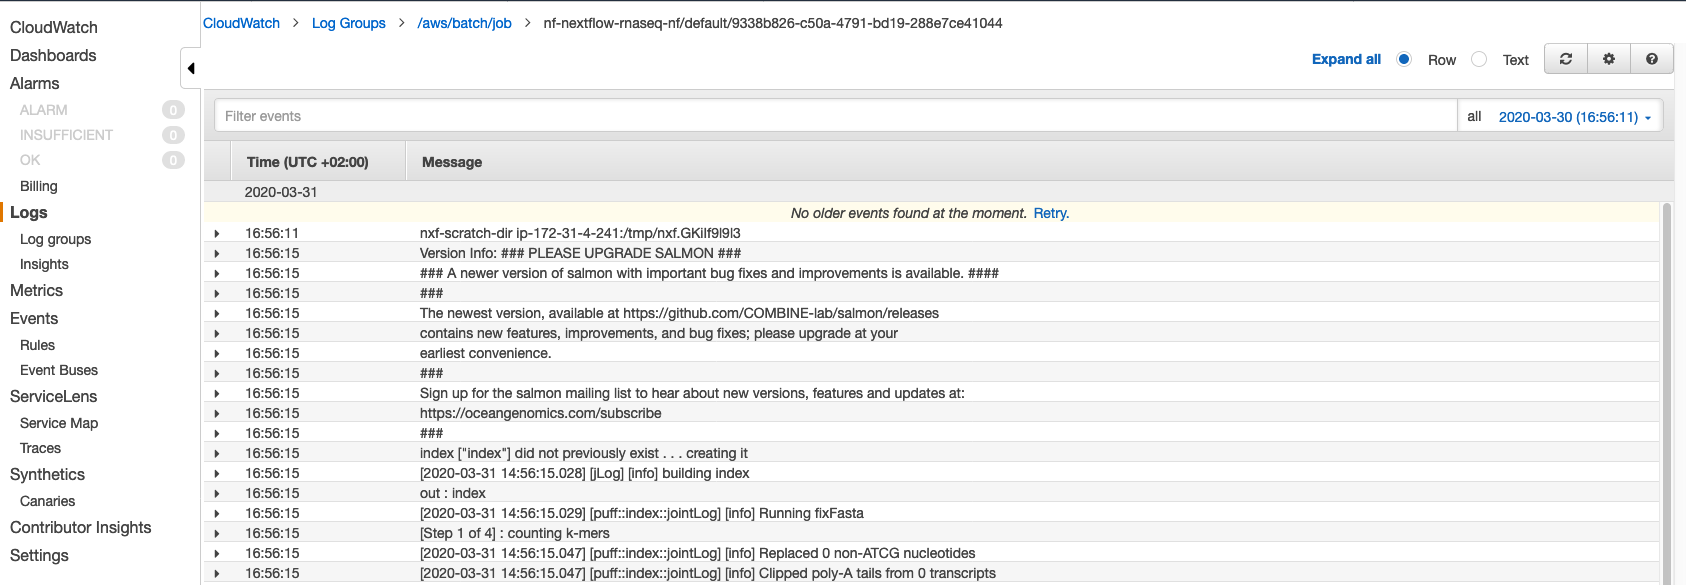 CloudWatch
Dashboards
Alarms
ALARM 0
INSUFFICIENT 0
OK 0
Billing
Logs
Log groups
Insights
Metrics
Events
Rules
Event Buses
ServiceLens
Service Map
Traces
Synthetics
Canaries
Contributor Insights
Settings
CloudWatch > Log Groups > /aws/batch/job > nf-nextflow-rnaseq-nf/default/9338b826-c50a-4791-bd19-288e7ce41044
Expand all Row Text
Filter events all 2020-03-30 (16:56:11)
Time (UTC +02:00) Message
2020-03-31
No older events found at the moment. Retry.
16:56:11 nxf-scratch-dir ip-172-31-4-241:/tmp/nxf.GKiIf9l9I3
16:56:15 Version Info: ### PLEASE UPGRADE SALMON ###
16:56:15 ### A newer version of salmon with important bug fixes and improvements is available. ####
16:56:15 ###
16:56:15 The newest version, available at https://github.com/COMBINE-lab/salmon/releases
16:56:15 contains new features, improvements, and bug fixes; please upgrade at your
16:56:15 earliest convenience.
16:56:15 ###
16:56:15 Sign up for the salmon mailing list to hear about new versions, features and updates at:
16:56:15 https://oceangenomics.com/subscribe
16:56:15 ###
16:56:15 index ["index"] did not previously exist . . . creating it
16:56:15 [2020-03-31 14:56:15.028] [jLog] [info] building index
16:56:15 out : index
16:56:15 [2020-03-31 14:56:15.029] [puff::index::jointLog] [info] Running fixFasta
16:56:15 [Step 1 of 4] : counting k-mers
16:56:15 [2020-03-31 14:56:15.047] [puff::index::jointLog] [info] Replaced 0 non-ATCG nucleotides
16:56:15 [2020-03-31 14:56:15.047] [puff::index::jointLog] [info] Clipped poly-A tails from 0 transcripts